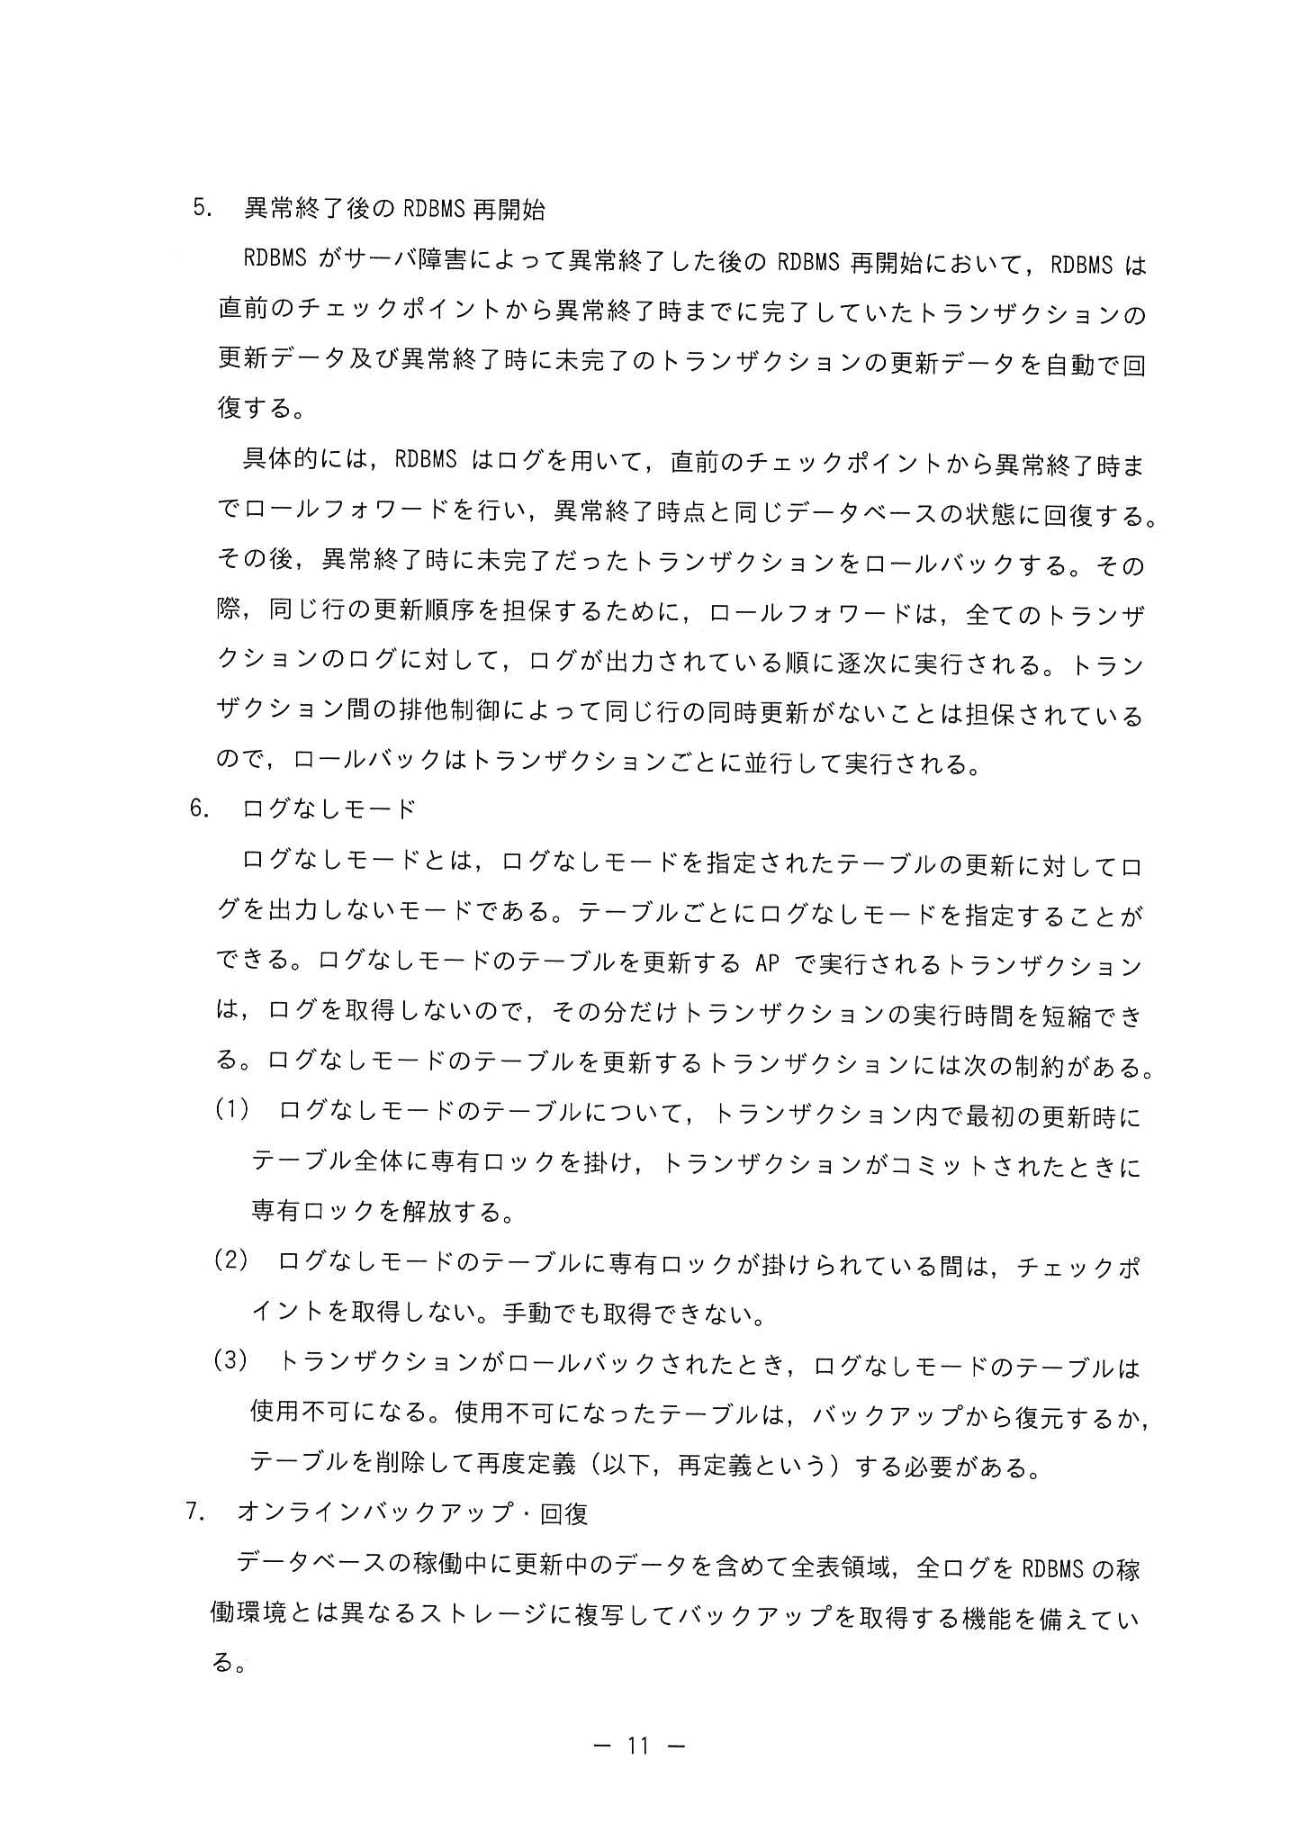 5． 異常終了後の RDBMS 再開始
RDBMS がサーバ障害によって異常終了した後の RDBMS 再開始において，RDBMS は
直前のチェックポイントから異常終了時までに完了していたトランザクションの
更新データ及び異常終了時に未完了のトランザクションの更新データを自動で回
復する。
具体的には，RDBMS はログを用いて，直前のチェックポイントから異常終了時ま
でロールフォワードを行い，異常終了時点と同じデータベースの状態に回復する。
その後，異常終了時に未完了だったトランザクションをロールバックする。その
際，同じ行の更新順序を担保するために，ロールフォワードは，全てのトランザ
クションのログに対して，ログが出力されている順に逐次に実行される。トラン
ザクション間の排他制御によって同じ行の同時更新がないことは担保されている
ので，ロールバックはトランザクションごとに並行して実行される。
6． ログなしモード
ログなしモードとは，ログなしモードを指定されたテーブルの更新に対してロ
グを出力しないモードである。テーブルごとにログなしモードを指定することが
できる。ログなしモードのテーブルを更新する AP で実行されるトランザクション
は，ログを取得しないので，その分だけトランザクションの実行時間を短縮でき
る。ログなしモードのテーブルを更新するトランザクションには次の制約がある。
(1) ログなしモードのテーブルについて，トランザクション内で最初の更新時に
テーブル全体に専有ロックを掛け，トランザクションがコミットされたときに
専有ロックを解放する。
(2) ログなしモードのテーブルに専有ロックが掛けられている間は，チェックポ
イントを取得しない。手動でも取得できない。
(3) トランザクションがロールバックされたとき，ログなしモードのテーブルは
使用不可になる。使用不可になったテーブルは，バックアップから復元するか，
テーブルを削除して再度定義（以下，再定義という）する必要がある。
7． オンラインバックアップ・回復
データベースの稼働中に更新中のデータを含めて全表領域，全ログを RDBMS の稼
働環境とは異なるストレージに複写してバックアップを取得する機能を備えてい
る。
－ 11 －